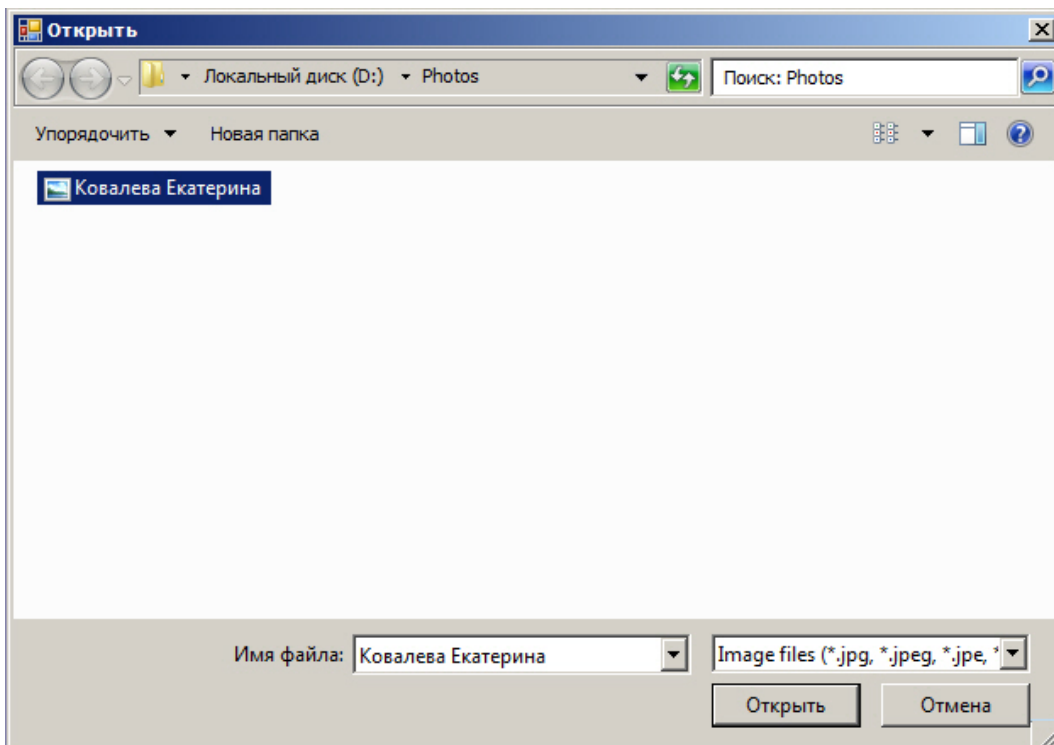 Открыть
Локальный диск (D:) Photos Поиск: Photos
Упорядочить Новая папка
Ковалева Екатерина
Имя файла: Ковалева Екатерина Image files (*.jpg, *.jpeg, *.jpe, *
Открыть Отмена